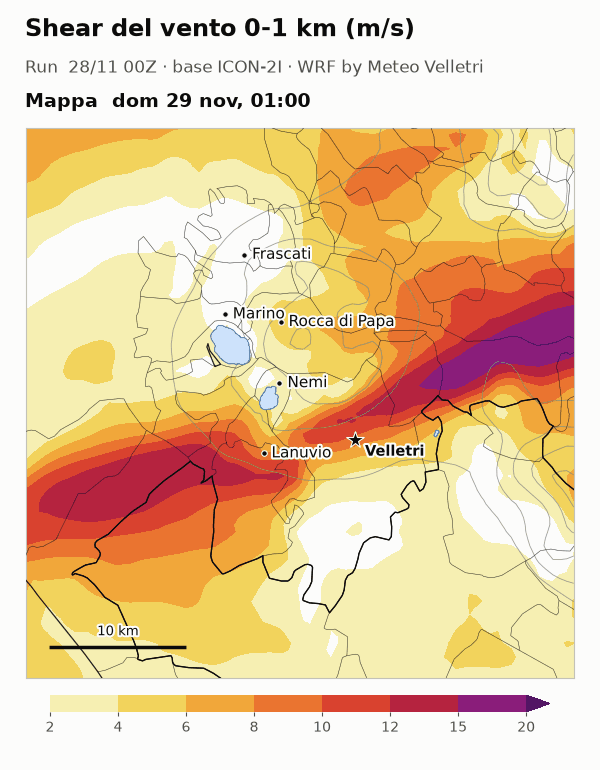 Shear del vento 0-1 km (m/s)
Run  28/11 00Z · base ICON-2I · WRF by Meteo Velletri
Mappa  dom 29 nov, 01:00
Frascati
Marino
Rocca di Papa
Nemi
Velletri
Lanuvio
10 km
2 4 6 8 10 12 15 20